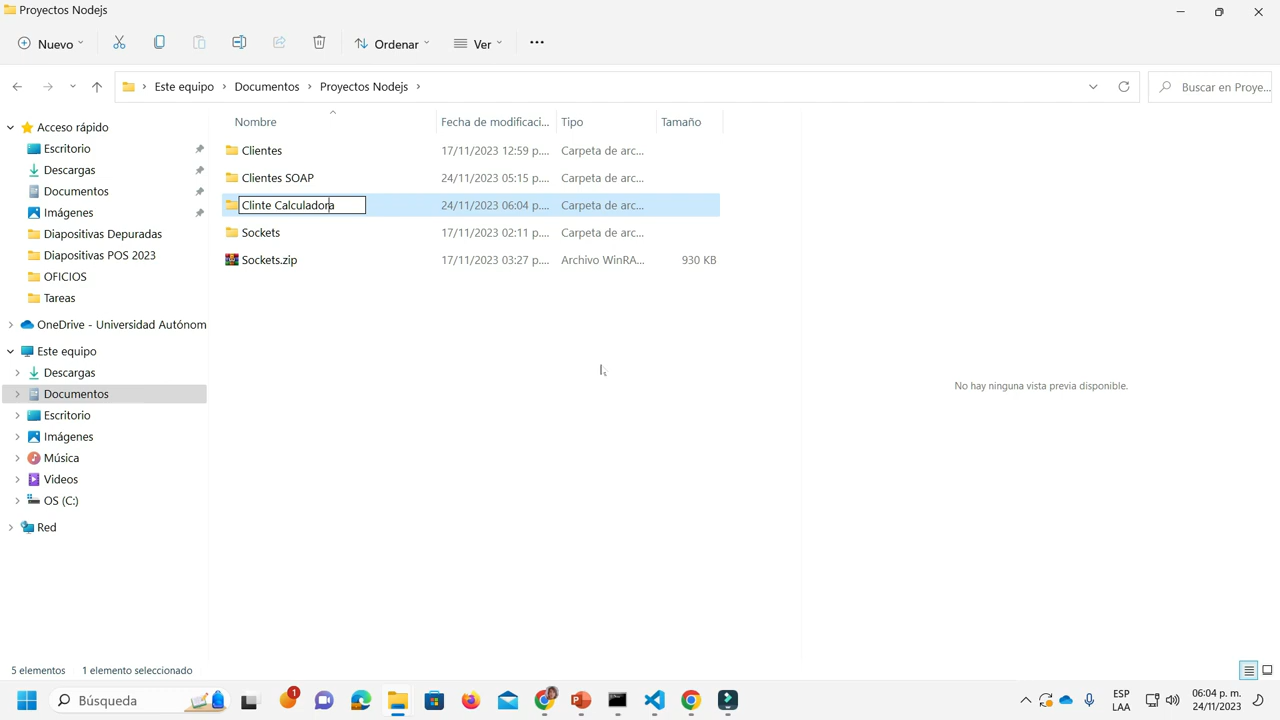 Proyectos Nodejs
Nuevo
Ordenar
Ver
Este equipo
Documentos
Proyectos Nodejs
Buscar en Proye...
Nombre
Fecha de modificaci...
Tipo
Tamaño
Clientes
17/11/2023 12:59 p....
Carpeta de arc...
Clientes SOAP
24/11/2023 05:15 p....
Carpeta de arc...
Clinte Calculadora
24/11/2023 06:04 p....
Carpeta de arc...
Sockets
17/11/2023 02:11 p....
Carpeta de arc...
Sockets.zip
17/11/2023 03:27 p....
Archivo WinRA...
980 KB
Acceso rápido
Escritorio
Descargas
Documentos
Imágenes
Diapositivas Depuradas
Diapositivas POS 2023
OFICIOS
Tareas
OneDrive - Universidad Autónom
Este equipo
Descargas
Documentos
Escritorio
Imágenes
Música
Videos
OS (C:)
Red
No hay ninguna vista previa disponible.
5 elementos
1 elemento seleccionado
Búsqueda
1
ESP
LAA
06:04 p. m.
24/11/2023